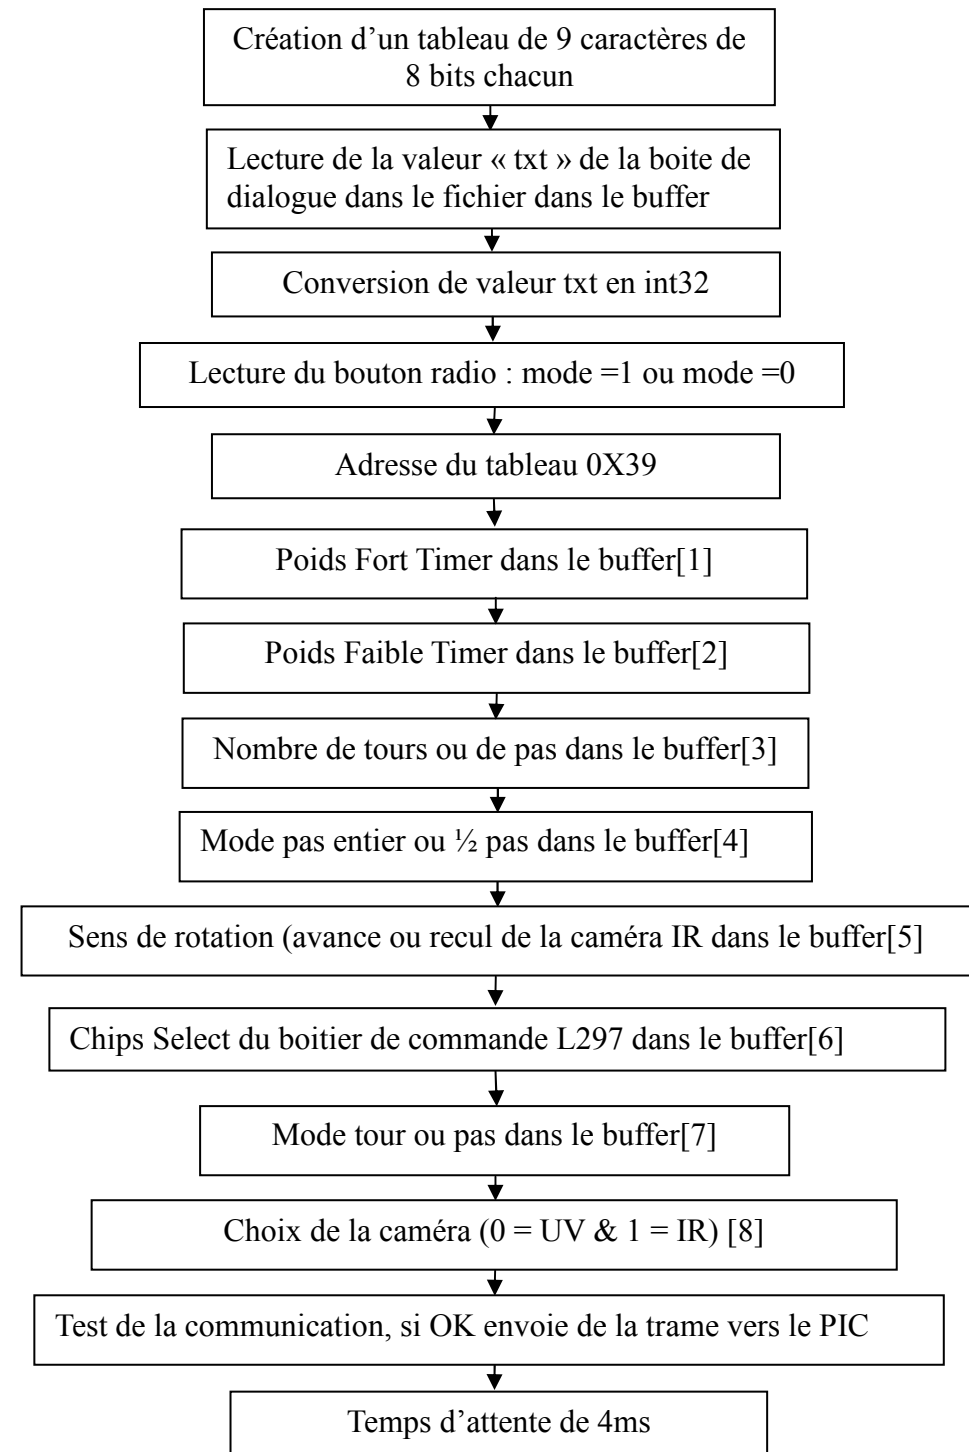 Création d’un tableau de 9 caractères de
8 bits chacun
Lecture de la valeur « txt » de la boite de
dialogue dans le fichier dans le buffer
Conversion de valeur txt en int32
Lecture du bouton radio : mode =1 ou mode =0
Adresse du tableau 0X39
Poids Fort Timer dans le buffer[1]
Poids Faible Timer dans le buffer[2]
Nombre de tours ou de pas dans le buffer[3]
Mode pas entier ou ½ pas dans le buffer[4]
Sens de rotation (avance ou recul de la caméra IR dans le buffer[5]
Chips Select du boitier de commande L297 dans le buffer[6]
Mode tour ou pas dans le buffer[7]
Choix de la caméra (0 = UV & 1 = IR) [8]
Test de la communication, si OK envoie de la trame vers le PIC
Temps d’attente de 4ms